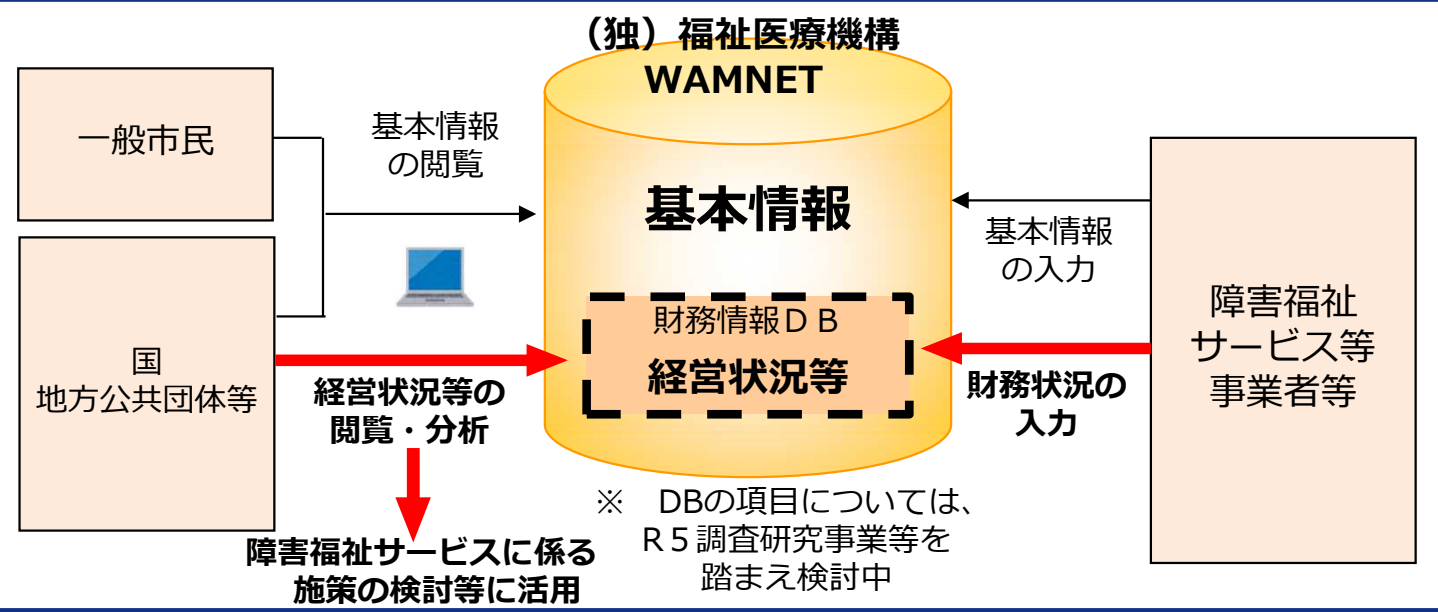 （独）福祉医療機構
WAMNET
一般市民
基本情報
の閲覧
国
地方公共団体等
経営状況等の
閲覧・分析
障害福祉サービスに係る
施策の検討等に活用
基本情報
財務情報ＤＢ
経営状況等
※　DBの項目については、
Ｒ５調査研究事業等を
踏まえ検討中
基本情報
の入力
財務状況の
入力
障害福祉
サービス等
事業者等